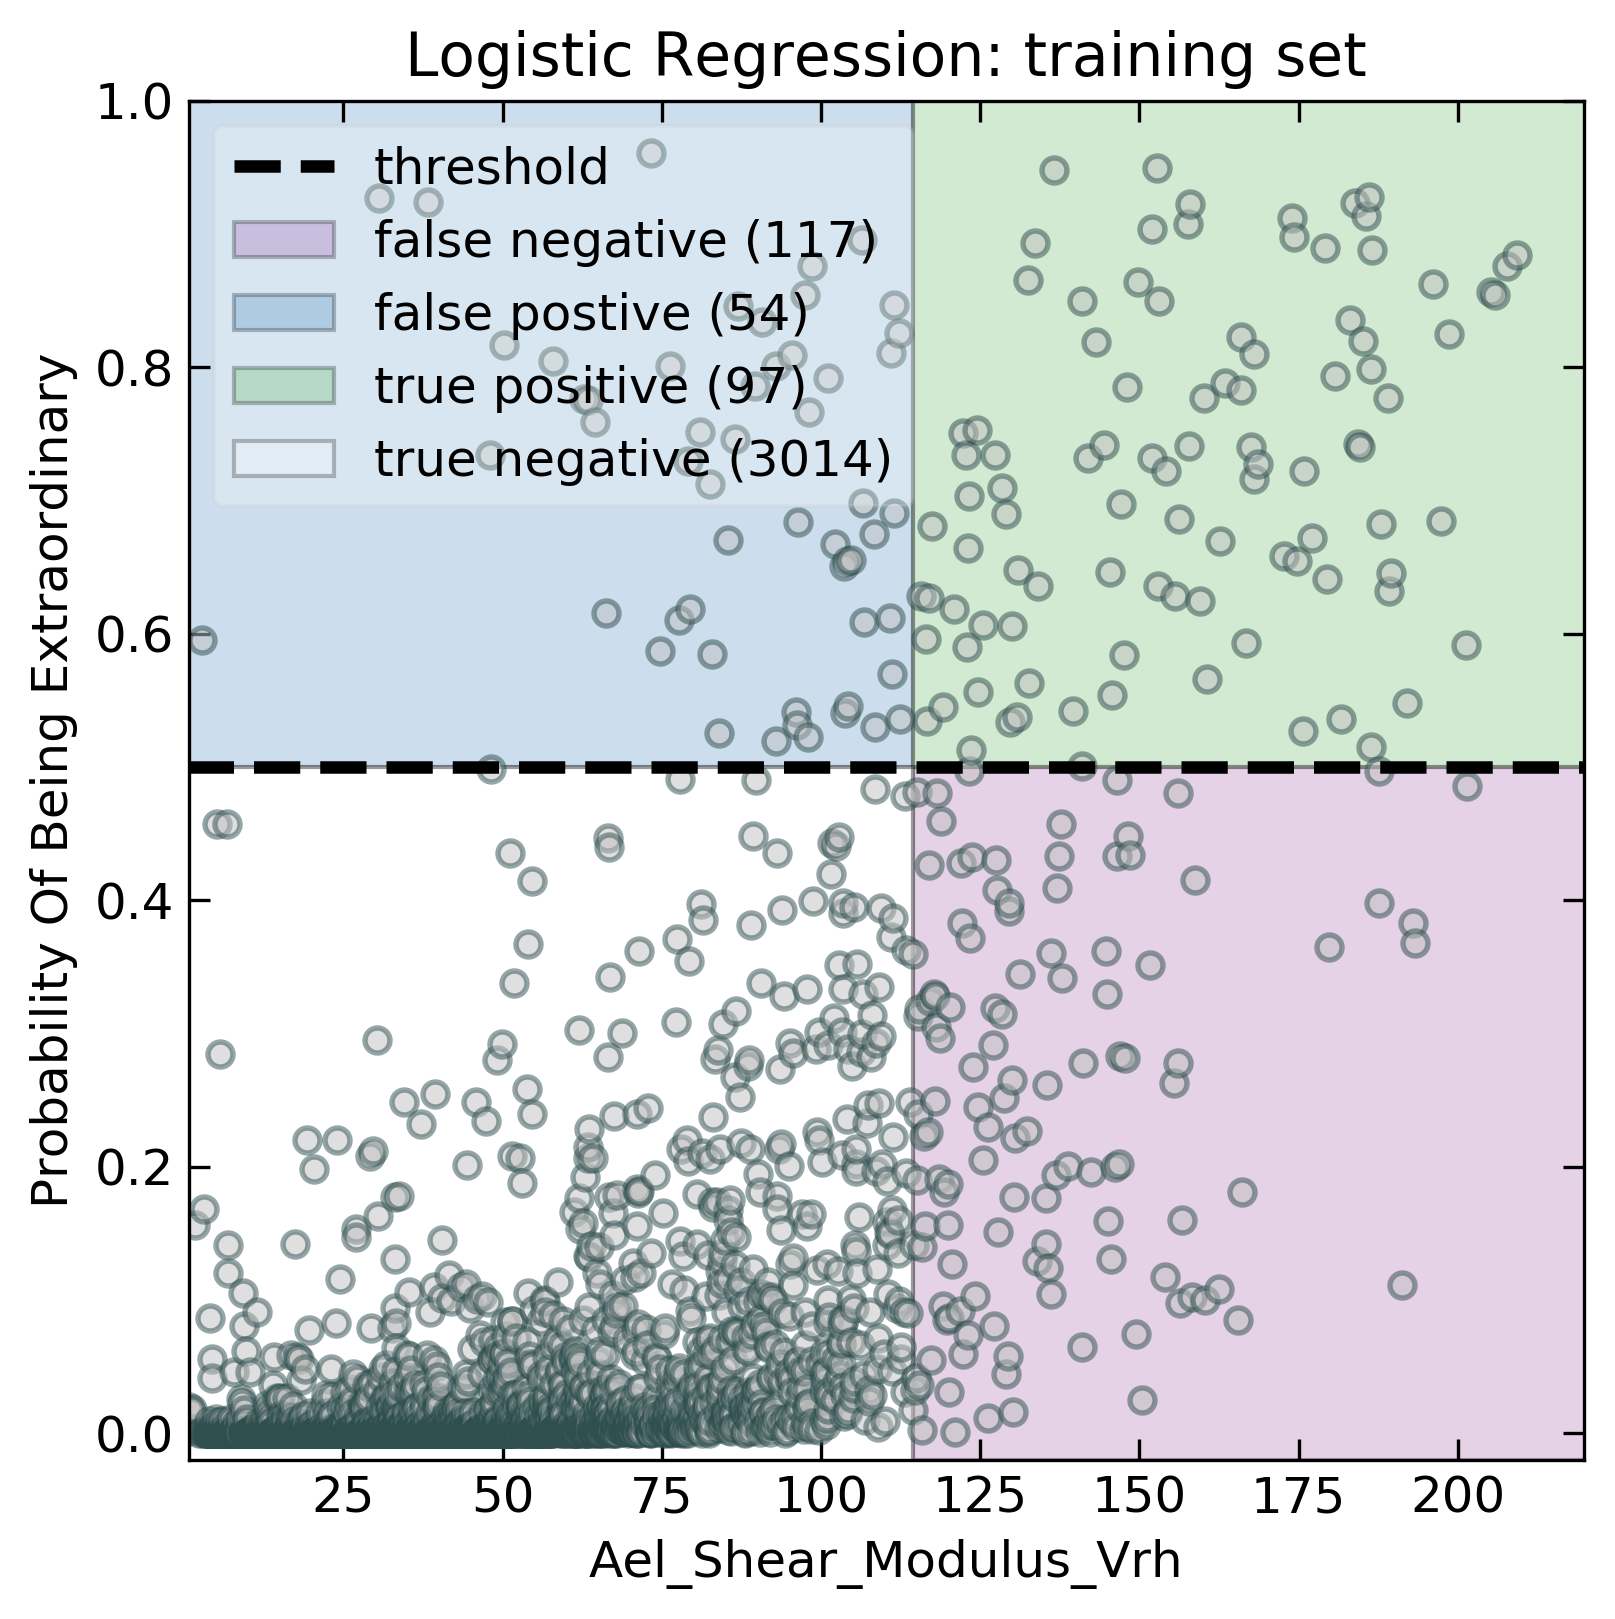 Logistic Regression: training set
1.0
0.8
0.6
0.4
0.2
0.0
Probability Of Being Extraordinary
threshold
false negative (117)
false postive (54)
true positive (97)
true negative (3014)
25 50 75 100 125 150 175 200
Ael_Shear_Modulus_Vrh